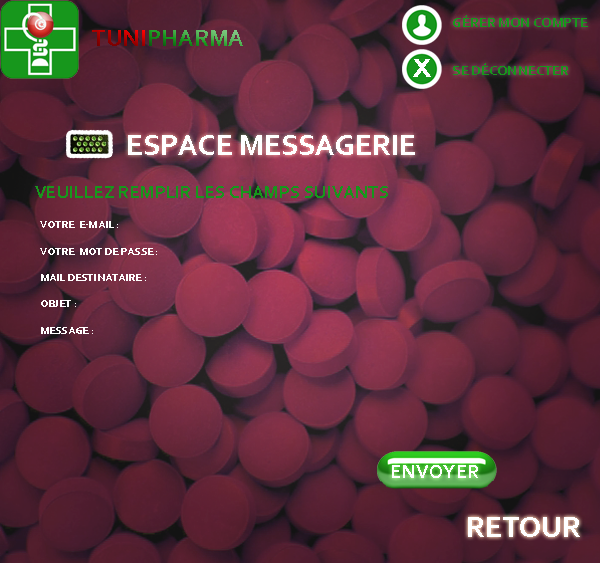 TUNIPHARMA
GÉRER MON COMPTE
X
SE DÉCONNECTER
ESPACE MESSAGERIE
VEUILLEZ REMPLIR LES CHAMPS SUIVANTS
VOTRE E-MAIL :
VOTRE MOT DE PASSE :
MAIL DESTINATAIRE :
OBJET :
MESSAGE :
ENVOYER
RETOUR